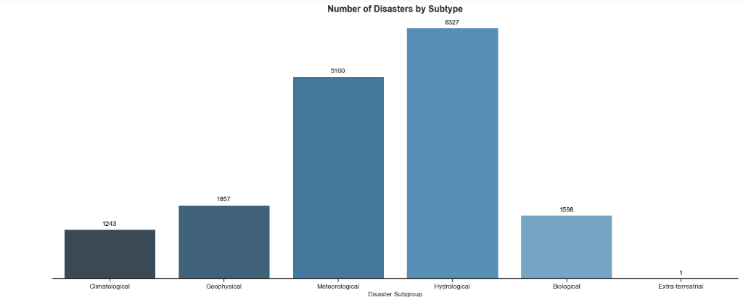 Number of Disasters by Subtype
6327
5100
1857
1598
1243
1
Climatological Geophysical Meteorological Hydrological Biological Extra-terrestrial
Disaster Subgroup